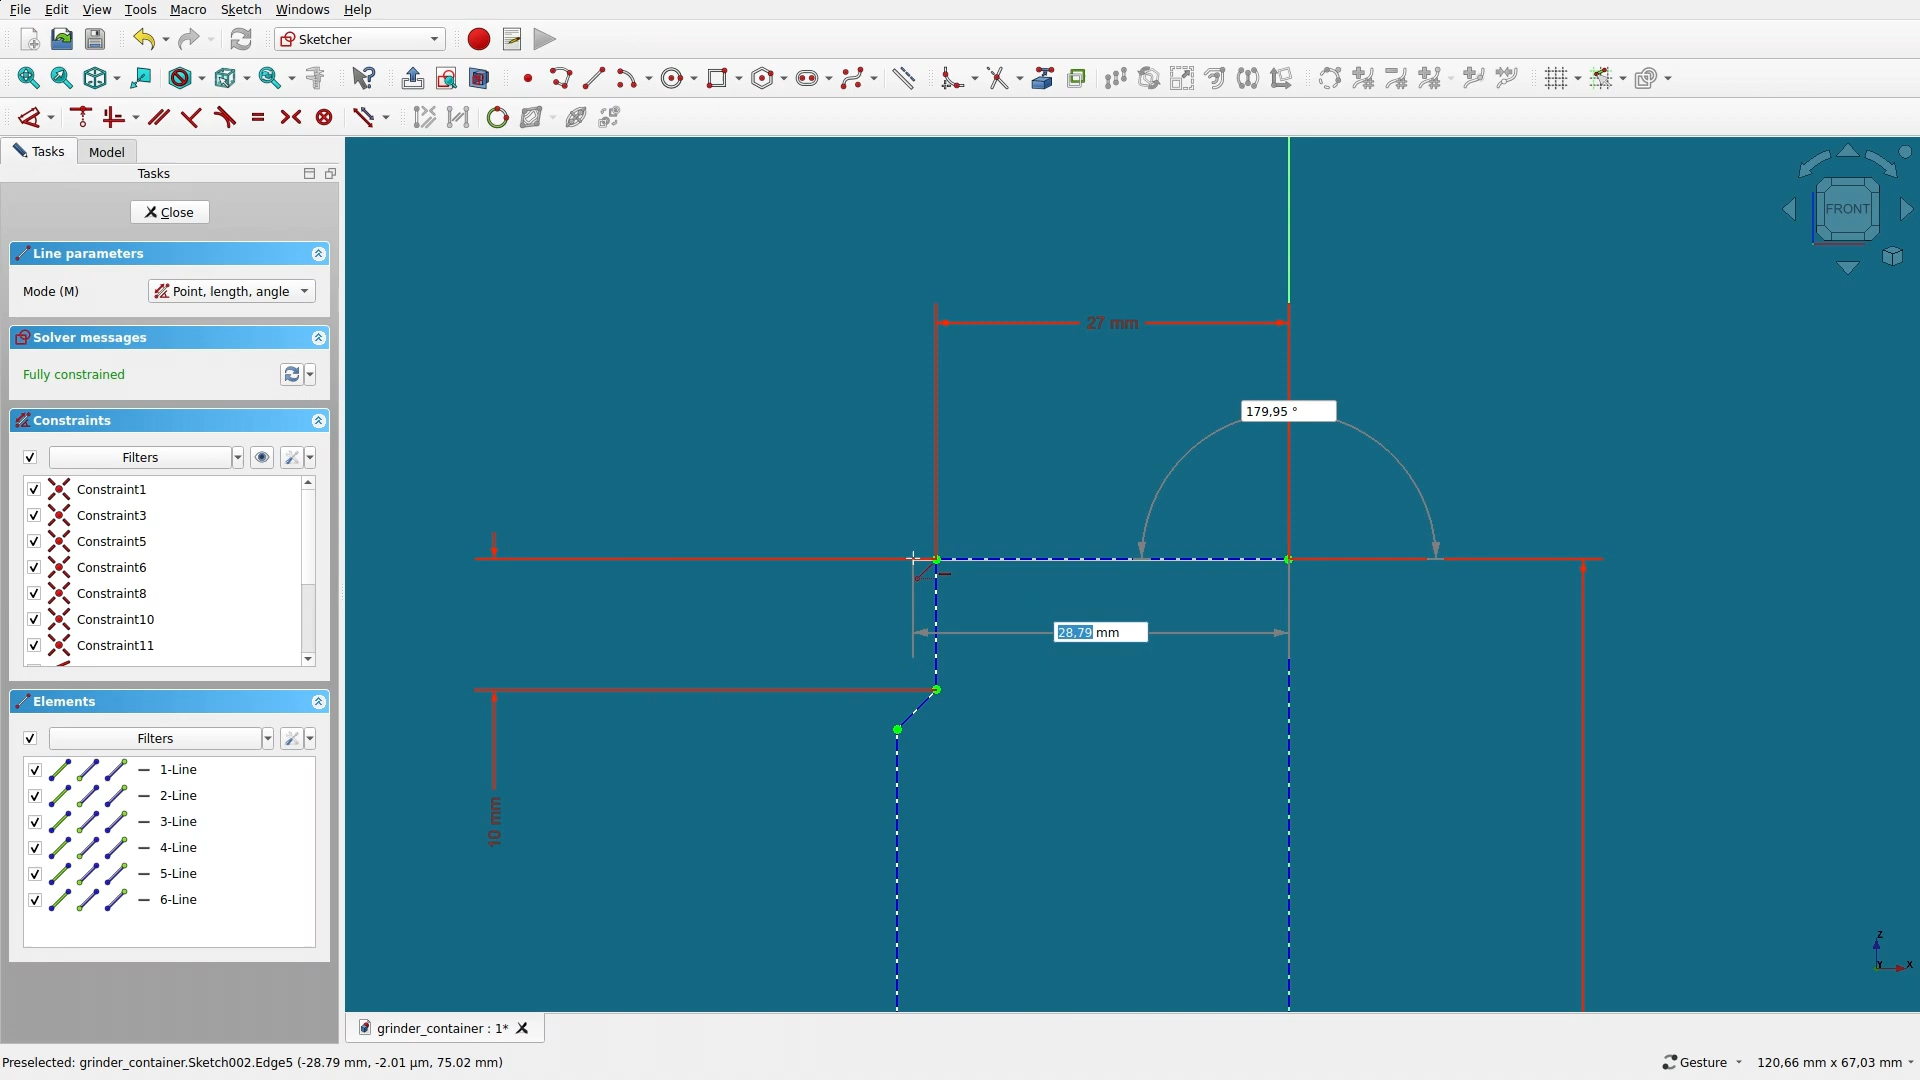 File Edit View Tools Macro Sketch Windows Help
Sketcher
Tasks Model
Tasks
Close
Line parameters
Mode (M) Point, length, angle
Solver messages
Fully constrained
Constraints
Filters
Constraint1
Constraint3
Constraint5
Constraint6
Constraint8
Constraint10
Constraint11
Elements
Filters
1-Line
2-Line
3-Line
4-Line
5-Line
6-Line
27 mm
179,95 °
28,79 mm
10 mm
FRONT
Z
Y X
grinder_container : 1*
Preselected: grinder_container.Sketch002.Edge5 (-28.79 mm, -2.01 µm, 75.02 mm)
Gesture 120,66 mm x 67,03 mm